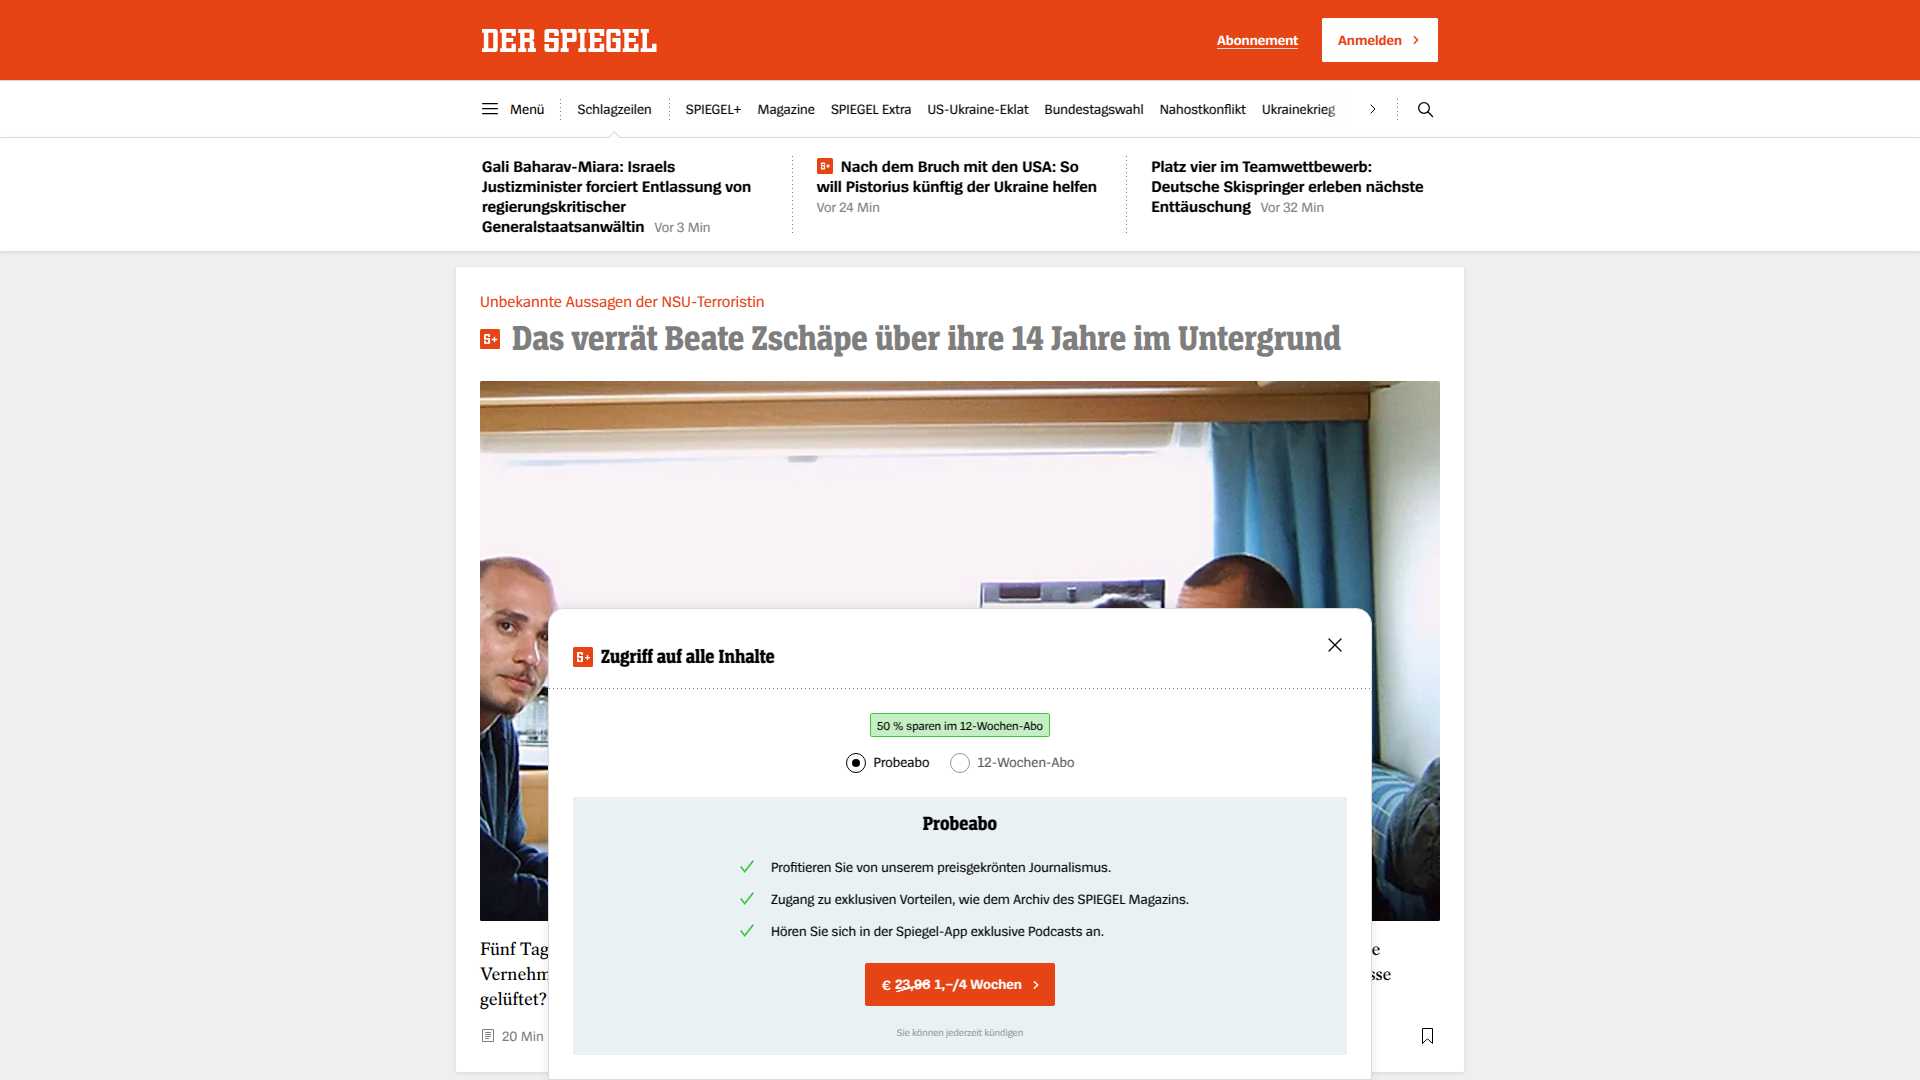 DER SPIEGEL
Abonnement
Anmelden
Menü
Schlagzeilen
SPIEGEL+
Magazine
SPIEGEL Extra
US-Ukraine-Eklat
Bundestagswahl
Nahostkonflikt
Ukrainekrieg
Gali Baharav-Miara: Israels
Justizminister forciert Entlassung von
regierungskritischer
Generalstaatsanwältin Vor 3 Min
Nach dem Bruch mit den USA: So
will Pistorius künftig der Ukraine helfen
Vor 24 Min
Platz vier im Teamwettbewerb:
Deutsche Skispringer erleben nächste
Enttäuschung Vor 32 Min
Unbekannte Aussagen der NSU-Terroristin
Das verrät Beate Zschäpe über ihre 14 Jahre im Untergrund
Zugriff auf alle Inhalte
50 % sparen im 12-Wochen-Abo
Probeabo
12-Wochen-Abo
Probeabo
Profitieren Sie von unserem preisgekrönten Journalismus.
Zugang zu exklusiven Vorteilen, wie dem Archiv des SPIEGEL Magazins.
Hören Sie sich in der Spiegel-App exklusive Podcasts an.
€ 23,96 1,–/4 Wochen
Sie können jederzeit kündigen
Fünf Tag
Vernehm
gelüftet?
20 Min